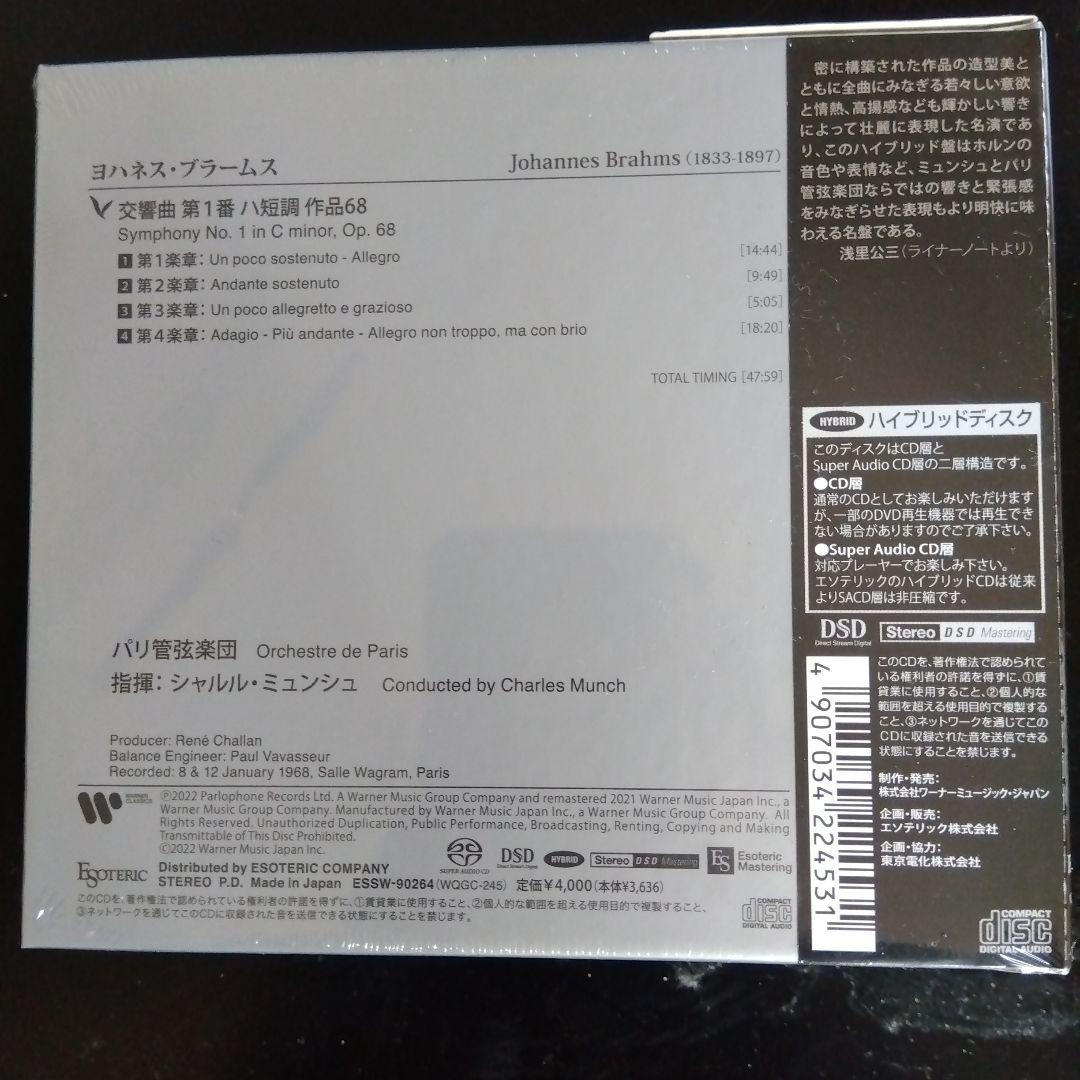 ヨハネス・ブラームス
Johannes Brahms (1833-1897)
交響曲 第1番 ハ短調 作品68
Symphony No. 1 in C minor, Op. 68
1 第1楽章: Un poco sostenuto - Allegro [14:44]
2 第2楽章: Andante sostenuto [9:49]
3 第3楽章: Un poco allegretto e grazioso [5:05]
4 第4楽章: Adagio - Più andante - Allegro non troppo, ma con brio [18:20]
TOTAL TIMING [47:59]
パリ管弦楽団 Orchestre de Paris
指揮: シャルル・ミュンシュ Conducted by Charles Munch
Producer: René Challan
Balance Engineer: Paul Vavasseur
Recorded: 8 & 12 January 1968, Salle Wagram, Paris
WARNER CLASSICS
Ⓟ2022 Parlophone Records Ltd. A Warner Music Group Company and remastered 2021 Warner Music Japan Inc., a
Warner Music Group Company. Manufactured by Warner Music Japan Inc., a Warner Music Group Company. All
Rights Reserved. Unauthorized Duplication, Public Performance, Broadcasting, Renting, Copying and Making
Transmittable of This Disc Prohibited.
Ⓒ2022 Warner Music Japan Inc.
SUPER AUDIO CD
DSD
Direct Stream Digital
HYBRID
Stereo DSD Mastering
ES Esoteric Mastering
ESOTERIC
Distributed by ESOTERIC COMPANY
STEREO P.D. Made in Japan ESSW-90264(WQGC-245) 定価¥4,000(本体¥3,636)
このCDを、著作権法で認められている権利者の許諾を得ずに、①賃貸業に使用すること、②個人的な範囲を超える使用目的で複製すること、
③ネットワークを通じてこのCDに収録された音を送信できる状態にすることを禁じます。
COMPACT
disc
DIGITAL AUDIO
密に構築された作品の造型美と
ともに全曲にみなぎる若々しい意欲
と情熱、高揚感なども輝かしい響き
によって壮麗に表現した名演であ
り、このハイブリッド盤はホルンの
音色や表情など、ミュンシュとパリ
管弦楽団ならではの響きと緊張感
をみなぎらせた表現もより明快に味
わえる名盤である。
浅里公三(ライナーノートより)
HYBRID ハイブリッドディスク
このディスクはCD層と
Super Audio CD層の二層構造です。
●CD層
通常のCDとしてお楽しみいただけます
が、一部のDVD再生機器では再生でき
ない場合がありますのでご了承下さい。
●Super Audio CD層
対応プレーヤーでお楽しみ下さい。
エソテリックのハイブリッドCDは従来
よりSACD層は非圧縮です。
DSD
Direct Stream Digital
Stereo DSD Mastering
4 907034 224531
このCDを、著作権法で認められて
いる権利者の許諾を得ずに、①賃
貸業に使用すること、②個人的な
範囲を超える使用目的で複製する
こと、③ネットワークを通じてこの
CDに収録された音を送信できる
状態にすることを禁じます。
制作・発売:
株式会社ワーナーミュージック・ジャパン
企画・販売:
エソテリック株式会社
企画・協力:
東京電化株式会社
COMPACT
disc
DIGITAL AUDIO